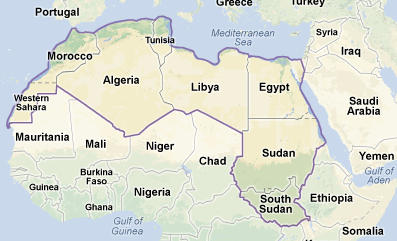 Portugal
Greece
Turkey
Mediterranean
Sea
Syria
Iraq
Tunisia
Morocco
Algeria
Libya
Egypt
Western
Sahara
Saudi
Arabia
Mauritania
Mali
Niger
Chad
Sudan
Yemen
Gulf
of Aden
Burkina
Faso
Guinea
Nigeria
Ghana
South
Sudan
Ethiopia
Gulf of
Guinea
Somalia